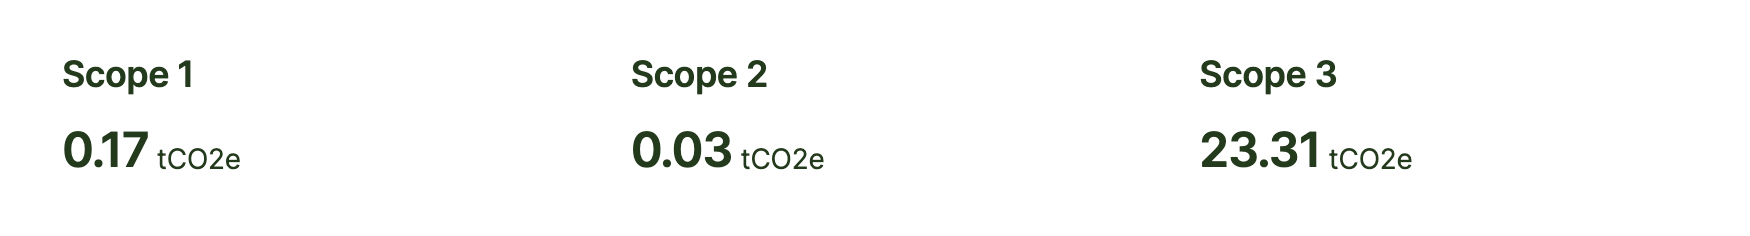 Scope 1
0.17 tCO2e
Scope 2
0.03 tCO2e
Scope 3
23.31 tCO2e